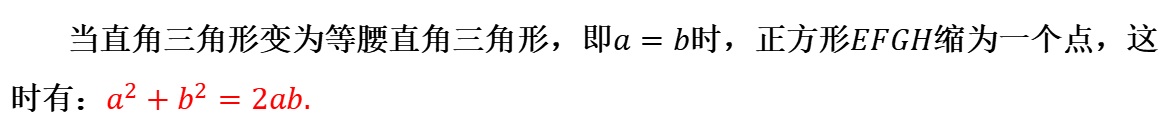 当直角三角形变为等腰直角三角形，即a = b时，正方形EFGH缩为一个点，这
时有：a² + b² = 2ab.